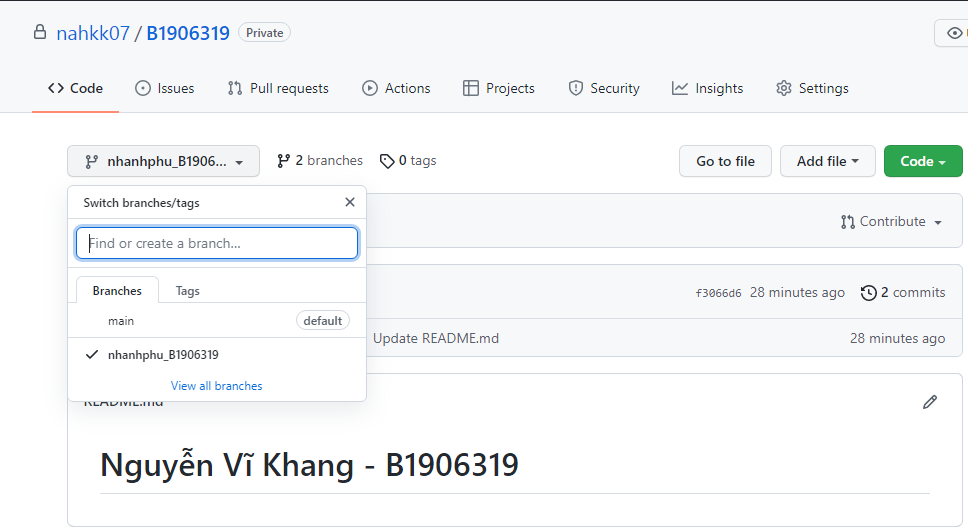 nahkk07 / B1906319 Private
Code Issues Pull requests Actions Projects Security Insights Settings
nhanhphu_B1906... 2 branches 0 tags Go to file Add file Code
Switch branches/tags
Find or create a branch...
Contribute
Branches Tags
f3066d6 28 minutes ago 2 commits
main default
Update README.md 28 minutes ago
nhanhphu_B1906319
View all branches
README.md
Nguyễn Vĩ Khang - B1906319